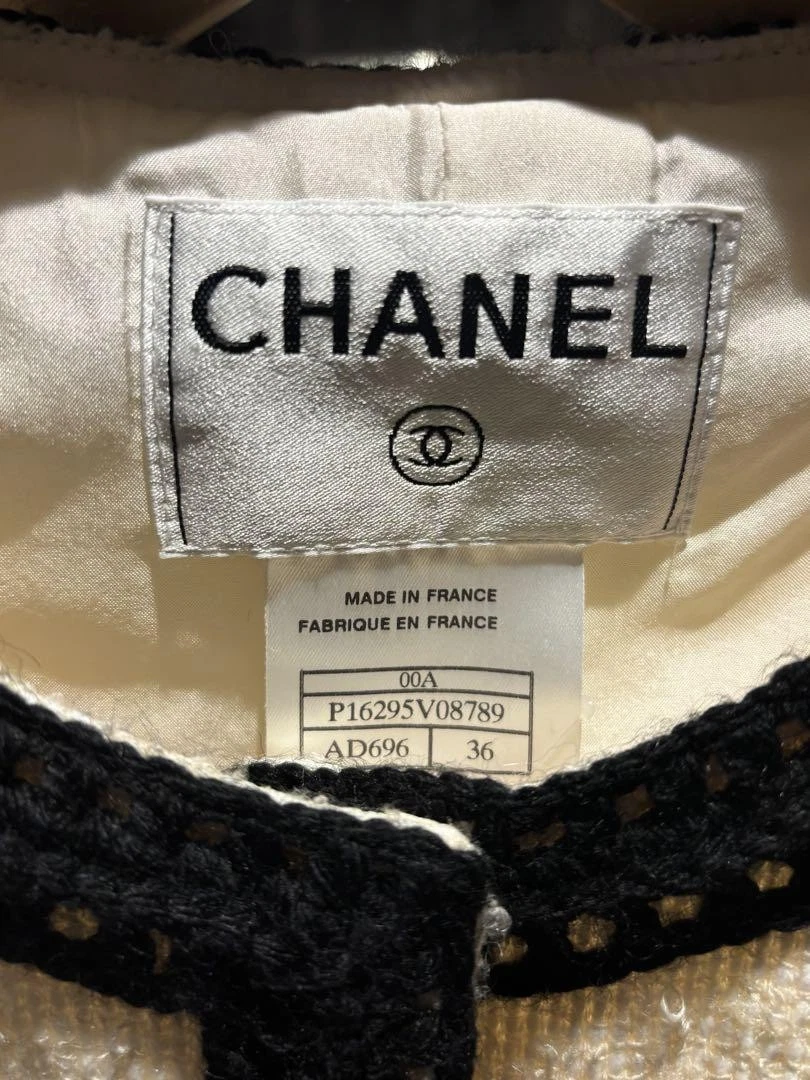 CHANEL
MADE IN FRANCE
FABRIQUE EN FRANCE
00A
P16295V08789
AD696 36